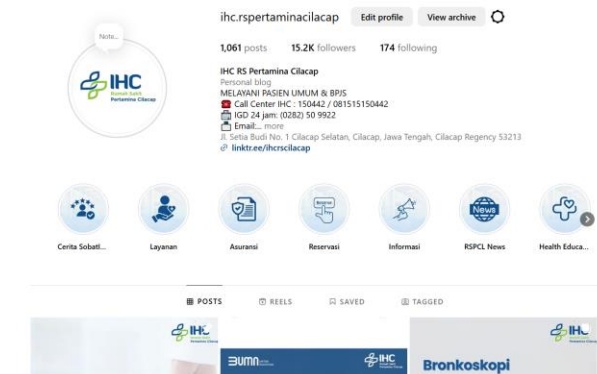 ihc.rspertaminacilacap Edit profile View archive
Note...
1,061 posts 15.2K followers 174 following
IHC
Rumah Sakit
Pertamina Cilacap
IHC RS Pertamina Cilacap
Personal blog
MELAYANI PASIEN UMUM & BPJS
Call Center IHC : 150442 / 081515150442
IGD 24 jam: (0282) 50 9922
Email:... more
Jl. Setia Budi No. 1 Cilacap Selatan, Cilacap, Jawa Tengah, Cilacap Regency 53213
linktr.ee/ihcrscilacap
Reservasi
News
Cerita Sobati... Layanan Asuransi Reservasi Informasi RSPCL News Health Educa...
POSTS REELS SAVED TAGGED
IHC
BUMN
IHC
IHC
Bronkoskopi